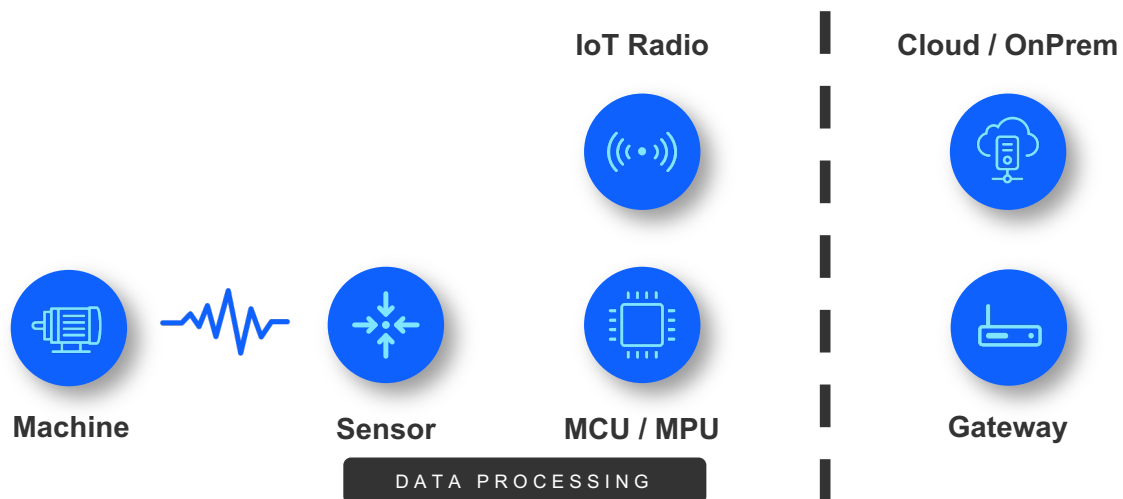 IoT Radio
Cloud / OnPrem
Machine
Sensor
MCU / MPU
Gateway
DATA PROCESSING